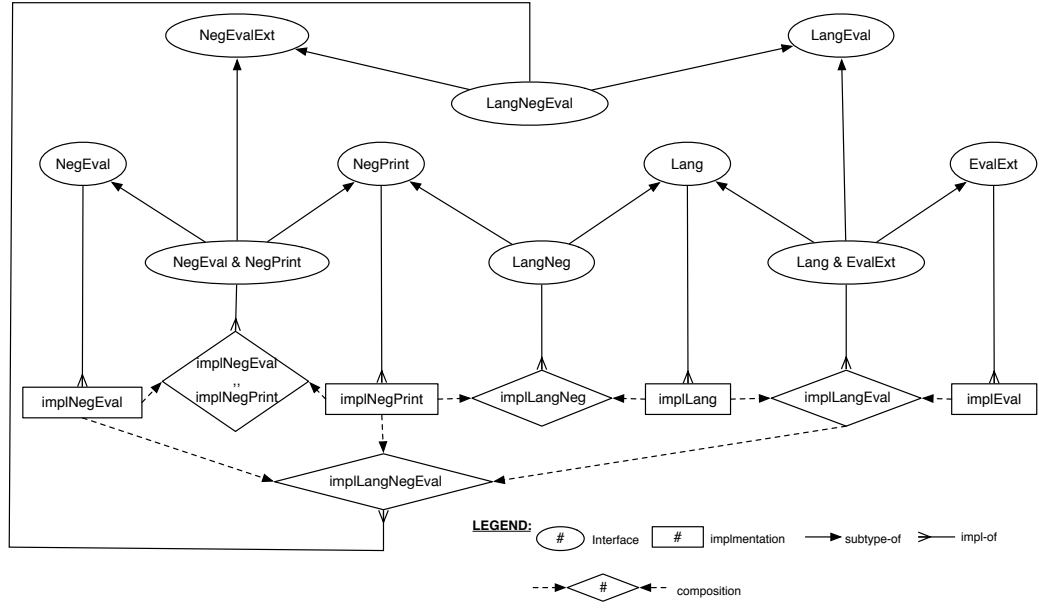 NegEvalExt
LangEval
LangNegEval
NegEval
NegPrint
Lang
EvalExt
NegEval & NegPrint
LangNeg
Lang & EvalExt
implNegEval
,,
implNegPrint
implNegEval
implNegPrint
implLangNeg
implLang
implLangEval
implEval
implLangNegEval
LEGEND:
# Interface
# implmentation
subtype-of
impl-of
# composition